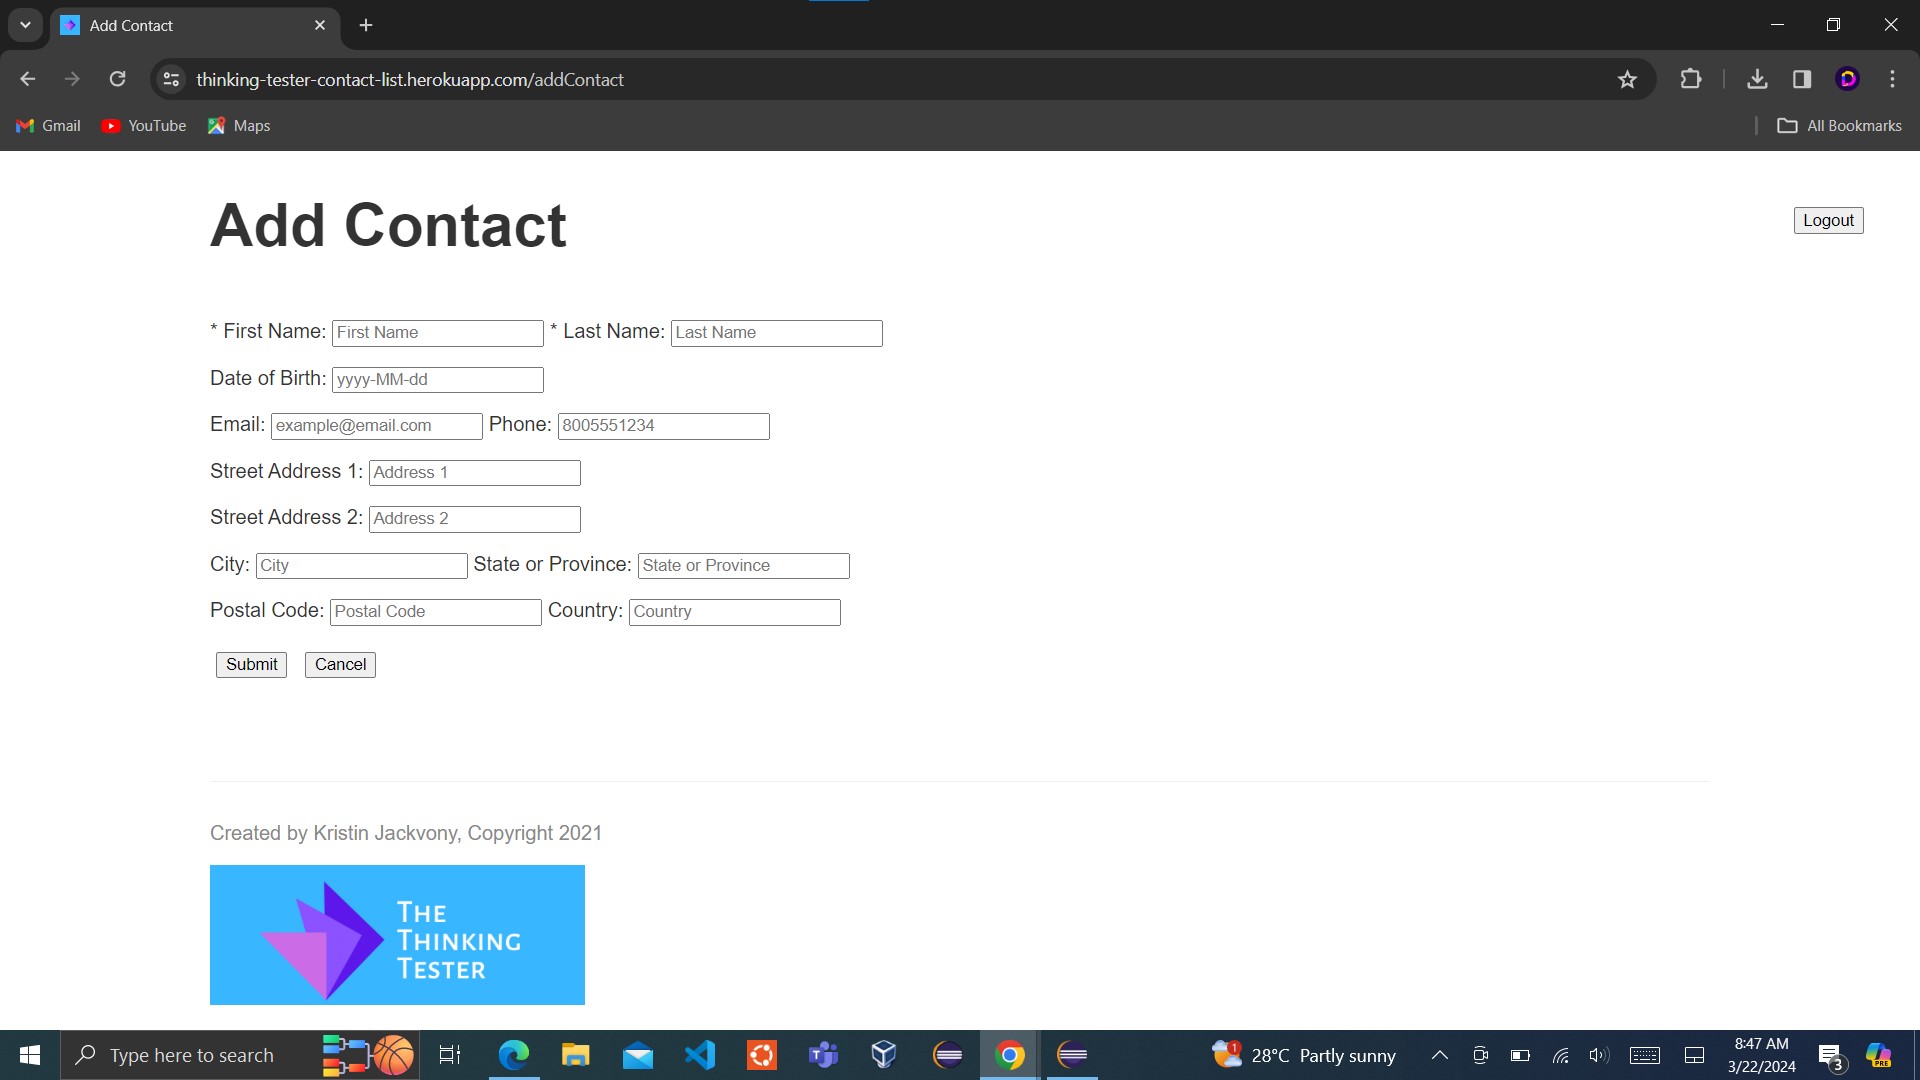 Add Contact
thinking-tester-contact-list.herokuapp.com/addContact
Gmail YouTube Maps All Bookmarks
Add Contact
Logout
* First Name: First Name * Last Name: Last Name
Date of Birth: yyyy-MM-dd
Email: example@email.com Phone: 8005551234
Street Address 1: Address 1
Street Address 2: Address 2
City: City State or Province: State or Province
Postal Code: Postal Code Country: Country
Submit Cancel
Created by Kristin Jackvony, Copyright 2021
THE
THINKING
TESTER
Type here to search 1 28°C Partly sunny 8:47 AM
3/22/2024 3 PRE